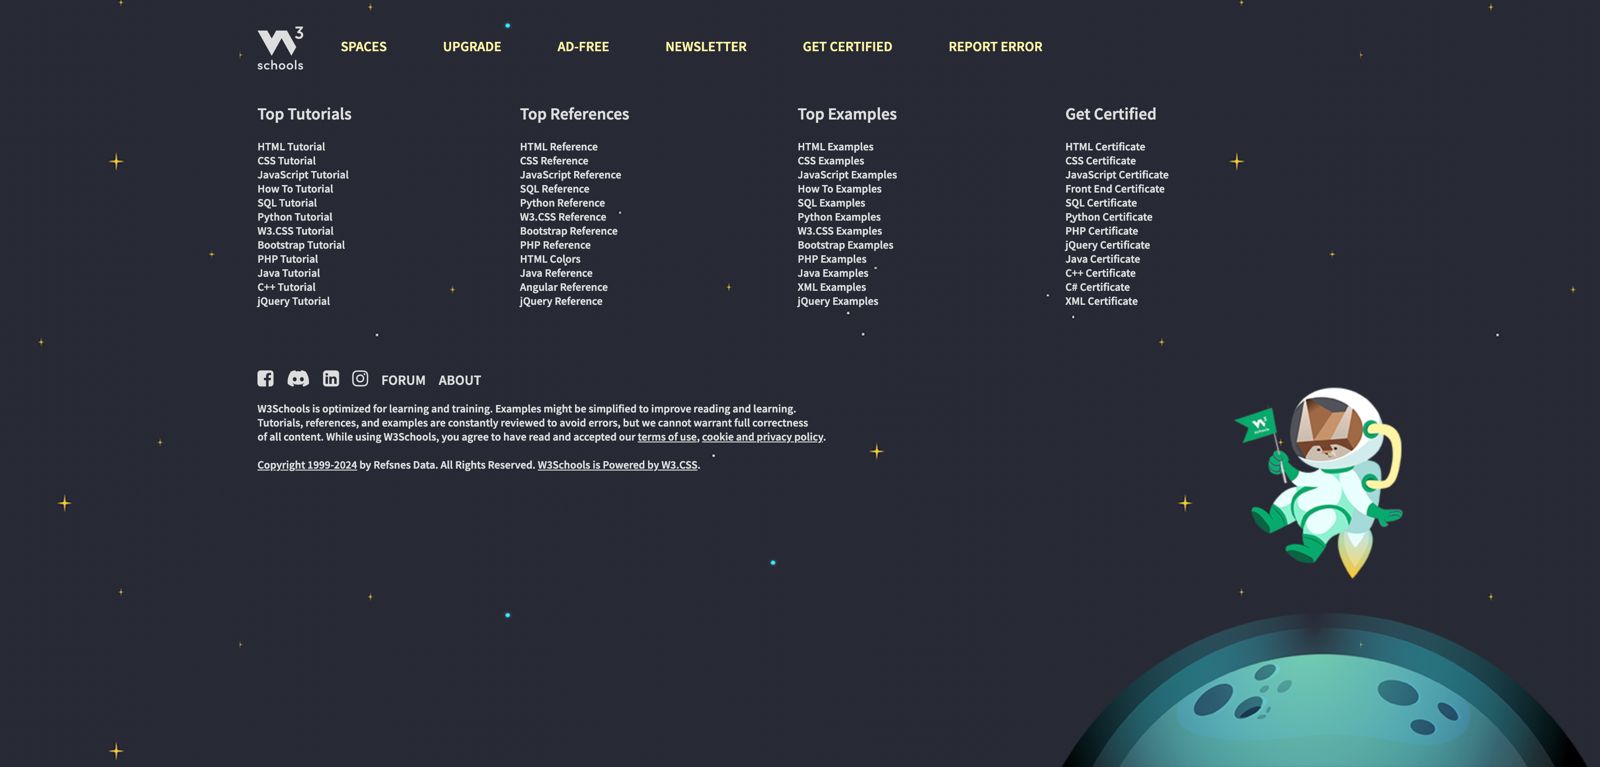 W3
schools
SPACES
UPGRADE
AD-FREE
NEWSLETTER
GET CERTIFIED
REPORT ERROR
Top Tutorials
HTML Tutorial
CSS Tutorial
JavaScript Tutorial
How To Tutorial
SQL Tutorial
Python Tutorial
W3.CSS Tutorial
Bootstrap Tutorial
PHP Tutorial
Java Tutorial
C++ Tutorial
jQuery Tutorial
Top References
HTML Reference
CSS Reference
JavaScript Reference
SQL Reference
Python Reference
W3.CSS Reference
Bootstrap Reference
PHP Reference
HTML Colors
Java Reference
Angular Reference
jQuery Reference
Top Examples
HTML Examples
CSS Examples
JavaScript Examples
How To Examples
SQL Examples
Python Examples
W3.CSS Examples
Bootstrap Examples
PHP Examples
Java Examples
XML Examples
jQuery Examples
Get Certified
HTML Certificate
CSS Certificate
JavaScript Certificate
Front End Certificate
SQL Certificate
Python Certificate
PHP Certificate
jQuery Certificate
Java Certificate
C++ Certificate
C# Certificate
XML Certificate
FORUM
ABOUT
W3Schools is optimized for learning and training. Examples might be simplified to improve reading and learning.
Tutorials, references, and examples are constantly reviewed to avoid errors, but we cannot warrant full correctness
of all content. While using W3Schools, you agree to have read and accepted our terms of use, cookie and privacy policy.
Copyright 1999-2024 by Refsnes Data. All Rights Reserved. W3Schools is Powered by W3.CSS.
W3
schools